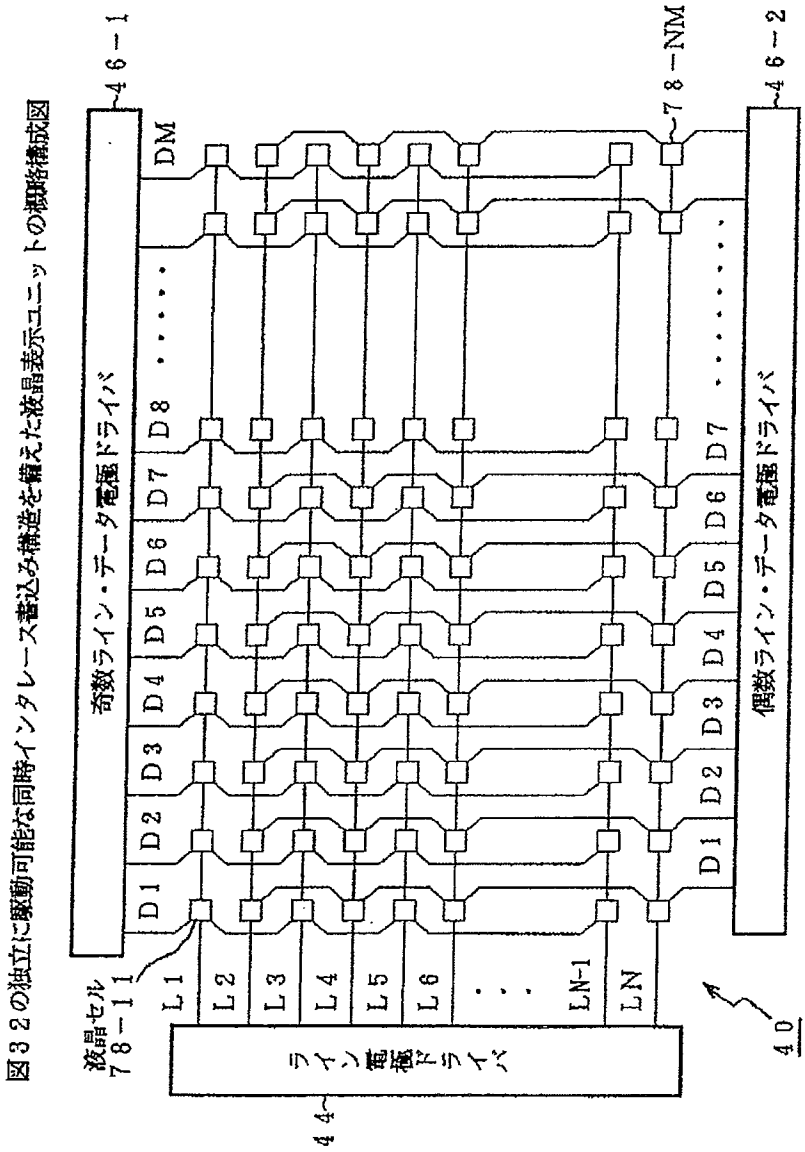 図32の独立に駆動可能な同時インタレース書込み構造を備えた液晶表示ユニットの概略構成図
46-1
奇数ライン・データ電極ドライバ
液晶セル
78-11
D1 D2 D3 D4 D5 D6 D7 D8 ····· DM
44
ライン電極ドライバ
L1
L2
L3
L4
L5
L6
···
LN-1
LN
78-NM
D1 D2 D3 D4 D5 D6 D7 ·······
偶数ライン・データ電極ドライバ
46-2
40